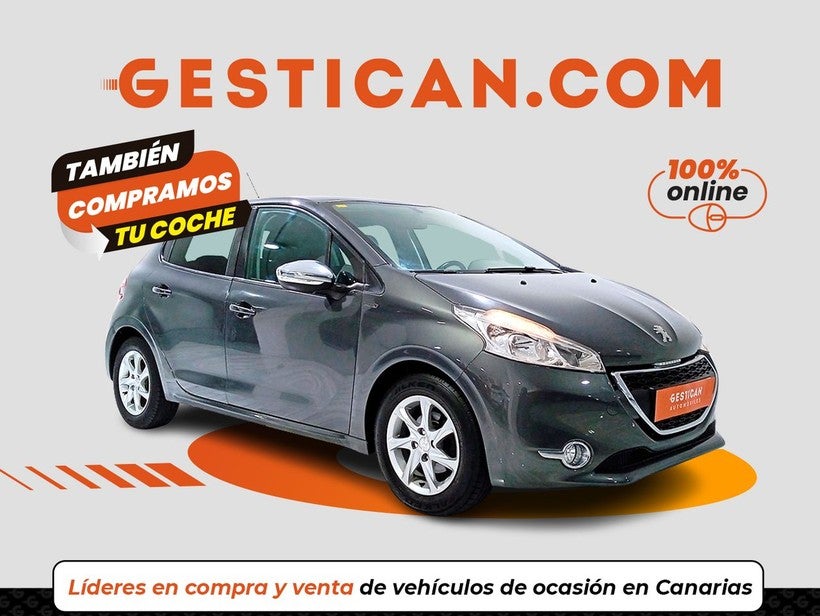 GESTICAN.COM
TAMBIÉN
COMPRAMOS
TU COCHE
100%
online
GESTICAN
AUTOMÓVILES
Líderes en compra y venta de vehículos de ocasión en Canarias